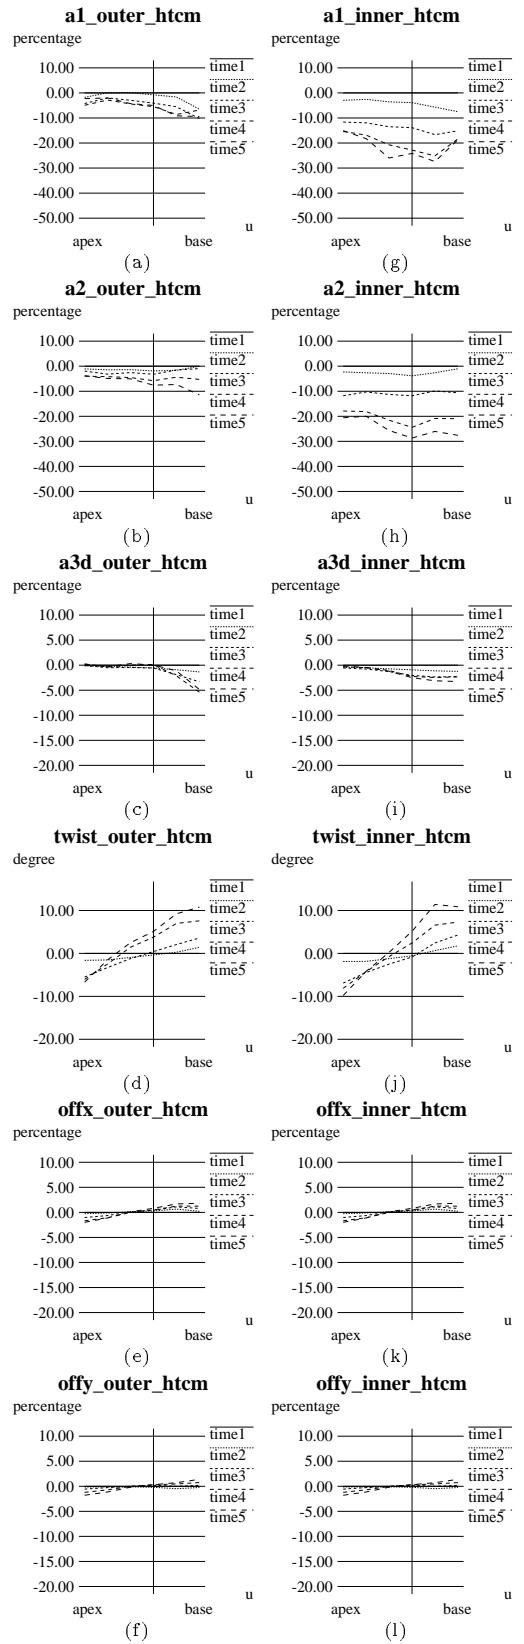 a1_outer_htcm
percentage
10.00
0.00
-10.00
-20.00
-30.00
-40.00
-50.00
time1
time2
time3
time4
time5
u
apex
base
(a)
a1_inner_htcm
percentage
10.00
0.00
-10.00
-20.00
-30.00
-40.00
-50.00
time1
time2
time3
time4
time5
u
apex
base
(g)
a2_outer_htcm
percentage
10.00
0.00
-10.00
-20.00
-30.00
-40.00
-50.00
time1
time2
time3
time4
time5
u
apex
base
(b)
a2_inner_htcm
percentage
10.00
0.00
-10.00
-20.00
-30.00
-40.00
-50.00
time1
time2
time3
time4
time5
u
apex
base
(h)
a3d_outer_htcm
percentage
10.00
5.00
0.00
-5.00
-10.00
-15.00
-20.00
time1
time2
time3
time4
time5
u
apex
base
(c)
a3d_inner_htcm
percentage
10.00
5.00
0.00
-5.00
-10.00
-15.00
-20.00
time1
time2
time3
time4
time5
u
apex
base
(i)
twist_outer_htcm
degree
10.00
0.00
-10.00
-20.00
time1
time2
time3
time4
time5
u
apex
base
(d)
twist_inner_htcm
degree
10.00
0.00
-10.00
-20.00
time1
time2
time3
time4
time5
u
apex
base
(j)
offx_outer_htcm
percentage
10.00
5.00
0.00
-5.00
-10.00
-15.00
-20.00
time1
time2
time3
time4
time5
u
apex
base
(e)
offx_inner_htcm
percentage
10.00
5.00
0.00
-5.00
-10.00
-15.00
-20.00
time1
time2
time3
time4
time5
u
apex
base
(k)
offy_outer_htcm
percentage
10.00
5.00
0.00
-5.00
-10.00
-15.00
-20.00
time1
time2
time3
time4
time5
u
apex
base
(f)
offy_inner_htcm
percentage
10.00
5.00
0.00
-5.00
-10.00
-15.00
-20.00
time1
time2
time3
time4
time5
u
apex
base
(l)